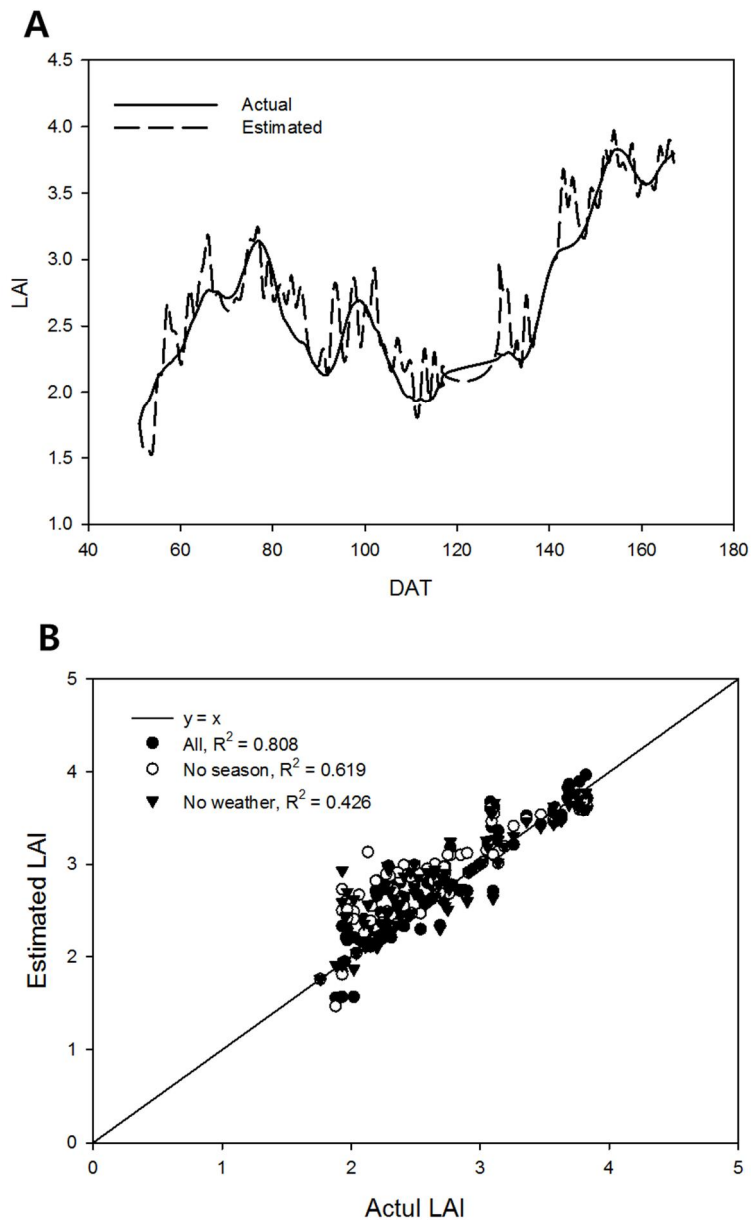 A
4.5
4.0
3.5
3.0
2.5
2.0
1.5
1.0
LAI
Actual
Estimated
40 60 80 100 120 140 160 180
DAT
B
5
4
3
2
1
0
Estimated LAI
y = x
All, R² = 0.808
No season, R² = 0.619
No weather, R² = 0.426
0 1 2 3 4 5
Actul LAI